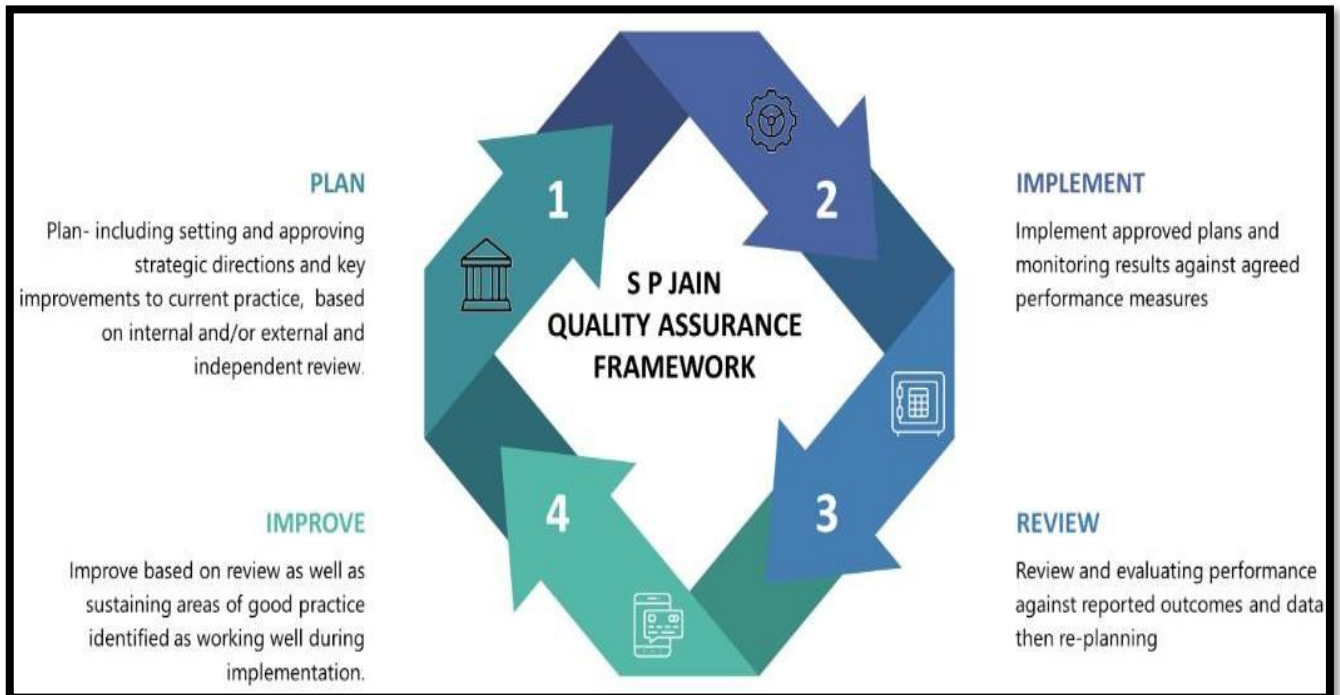 PLAN
Plan- including setting and approving
strategic directions and key
improvements to current practice, based
on internal and/or external and
independent review.
1
2
IMPLEMENT
Implement approved plans and
monitoring results against agreed
performance measures
S P JAIN
QUALITY ASSURANCE
FRAMEWORK
3
REVIEW
Review and evaluating performance
against reported outcomes and data
then re-planning
4
IMPROVE
Improve based on review as well as
sustaining areas of good practice
identified as working well during
implementation.